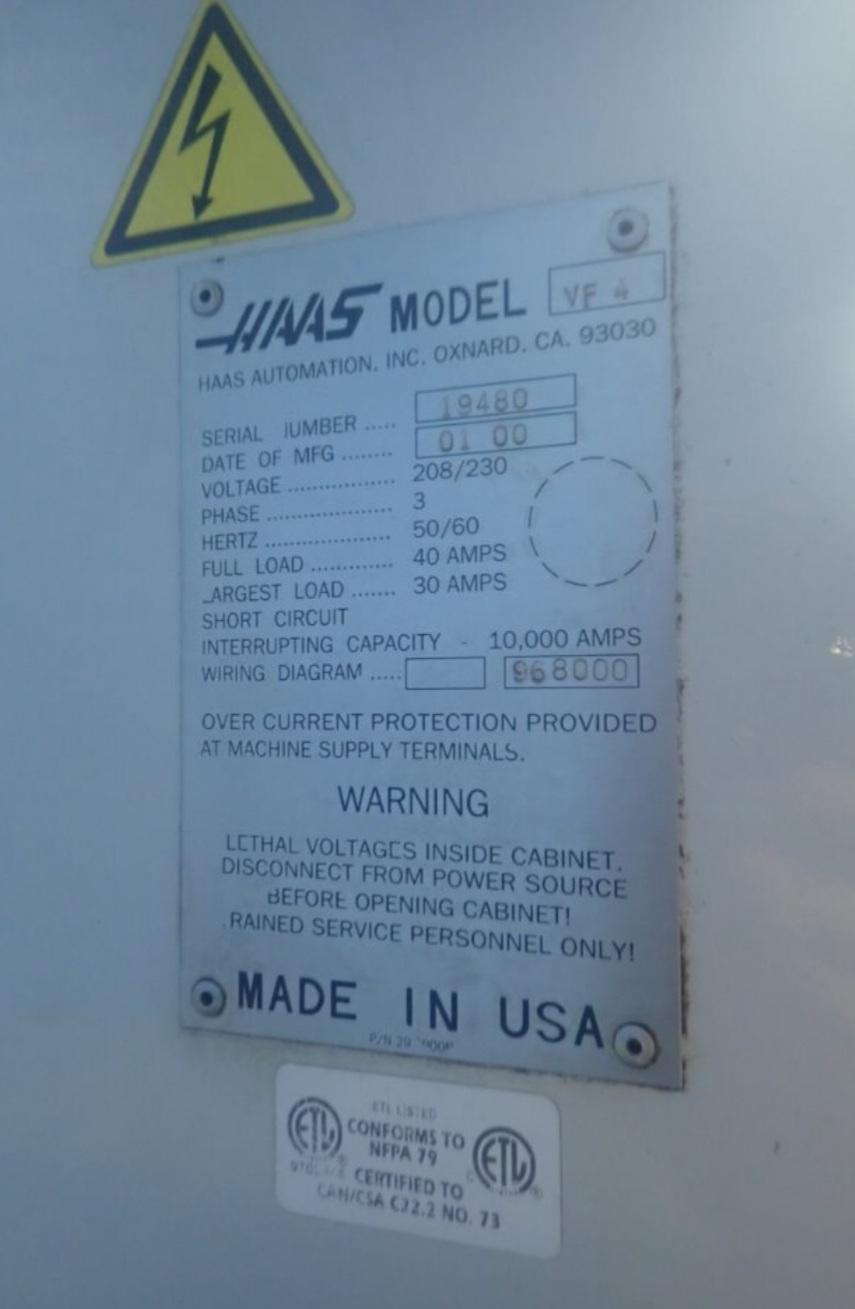 HAAS MODEL VF 4
HAAS AUTOMATION, INC. OXNARD, CA. 93030
SERIAL IUMBER ..... 19480
DATE OF MFG ........ 01 00
VOLTAGE ................ 208/230
PHASE ................... 3
HERTZ ................... 50/60
FULL LOAD ............. 40 AMPS
LARGEST LOAD ....... 30 AMPS
SHORT CIRCUIT
INTERRUPTING CAPACITY - 10,000 AMPS
WIRING DIAGRAM ..... 968000
OVER CURRENT PROTECTION PROVIDED
AT MACHINE SUPPLY TERMINALS.
WARNING
LETHAL VOLTAGES INSIDE CABINET.
DISCONNECT FROM POWER SOURCE
BEFORE OPENING CABINET!
RAINED SERVICE PERSONNEL ONLY!
MADE IN USA
P/N 29
ETL LISTED
ETL CONFORMS TO ETL
NFPA 79
CERTIFIED TO
CAN/CSA C22.2 NO. 73